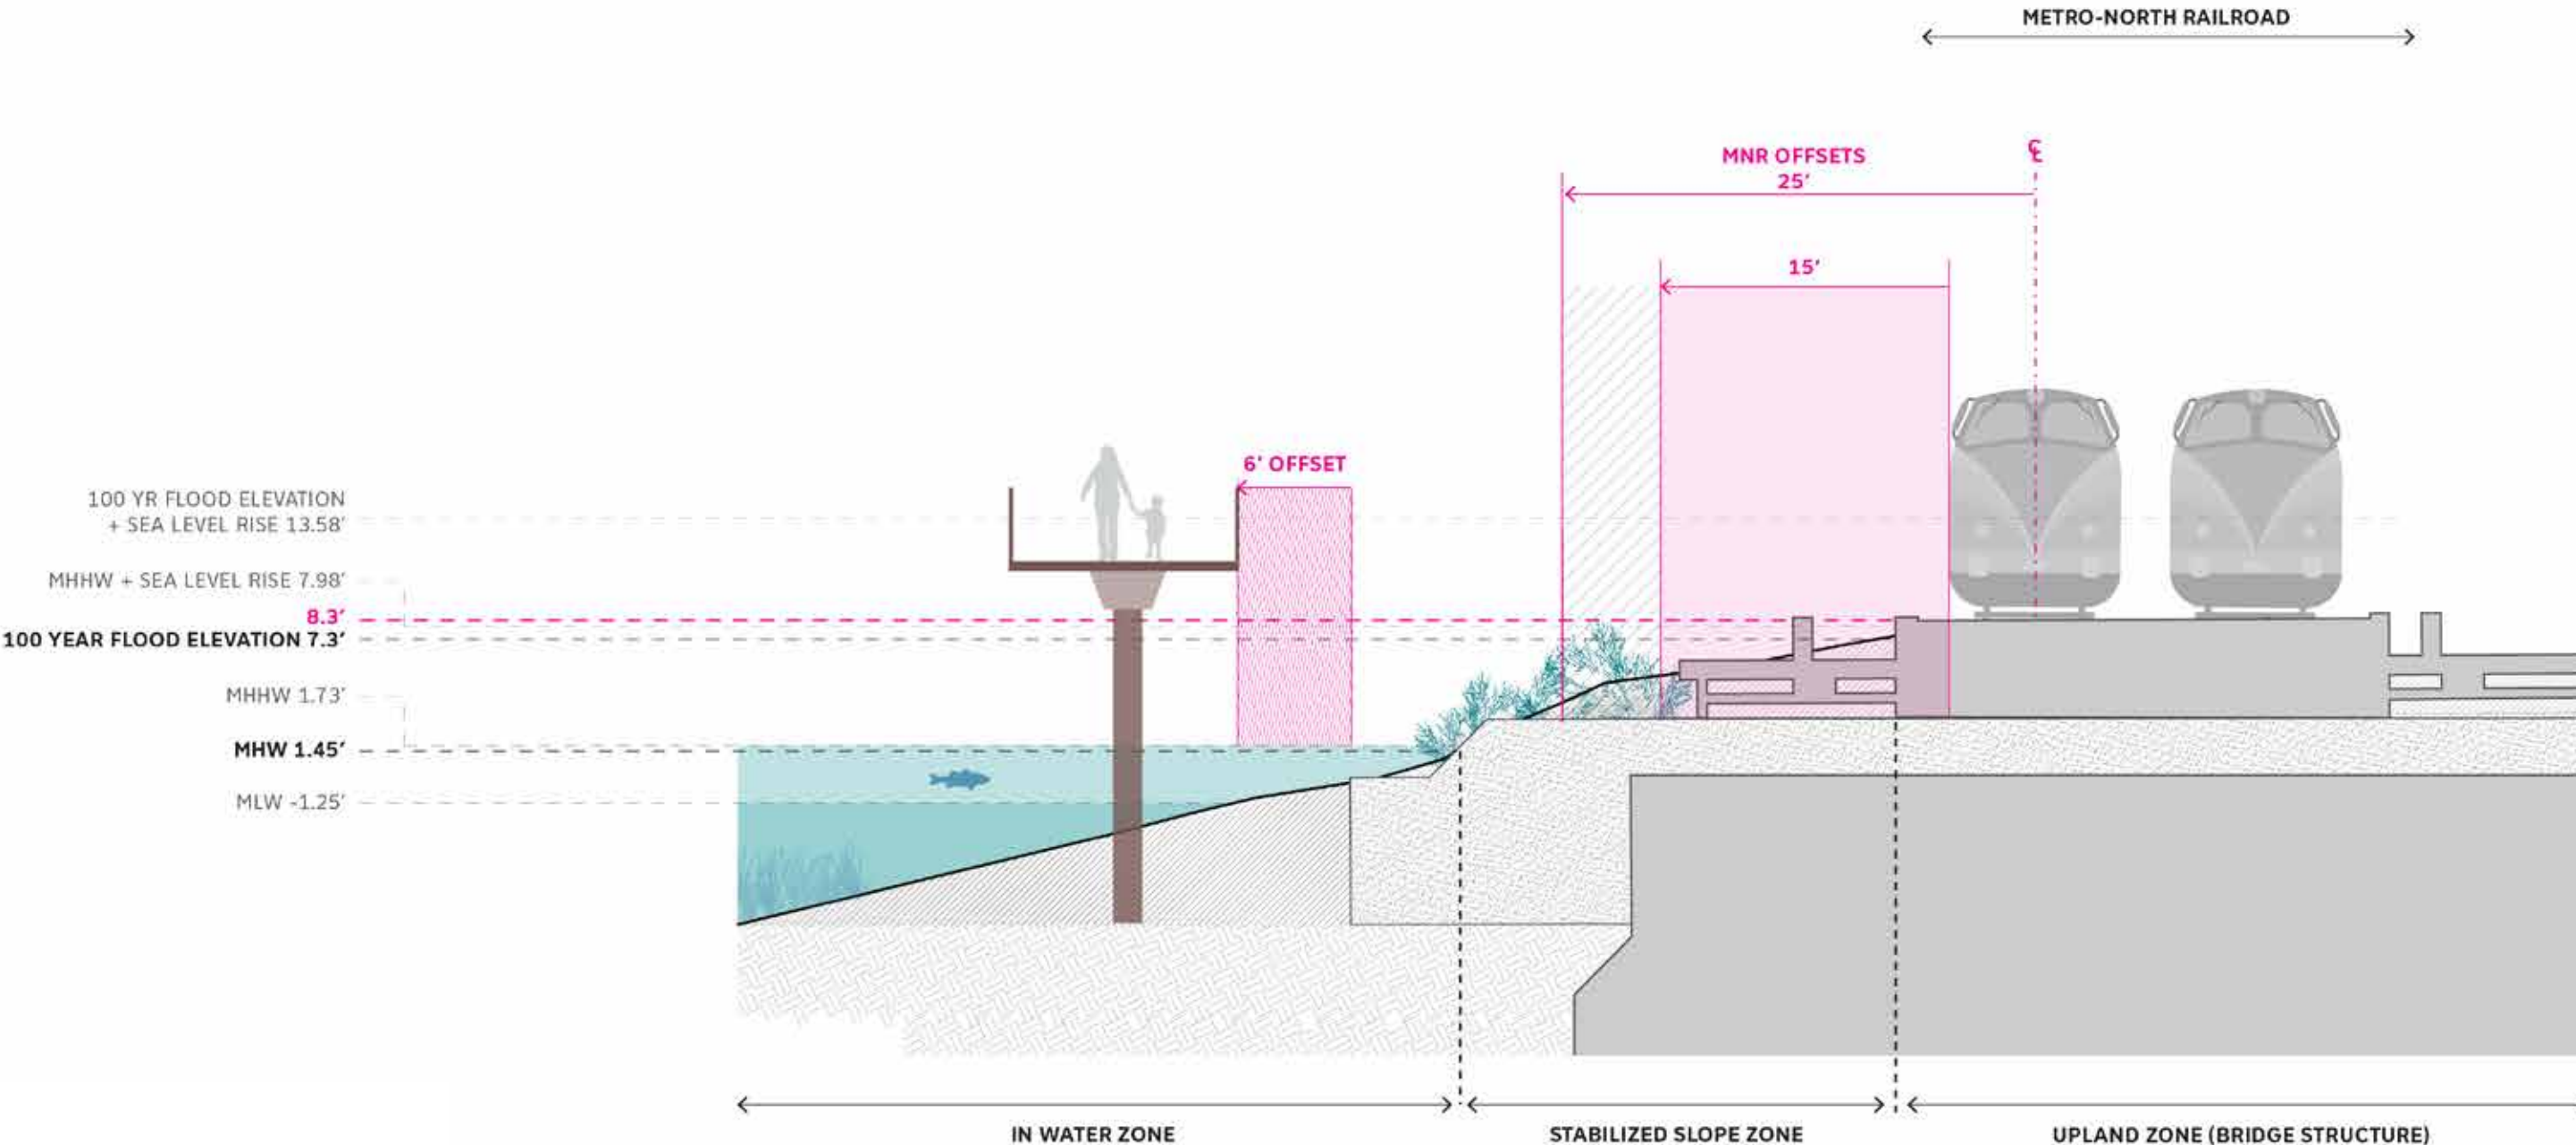 METRO-NORTH RAILROAD
℄
MNR OFFSETS
25’
15’
6’ OFFSET
100 YR FLOOD ELEVATION
+ SEA LEVEL RISE 13.58’
MHHW + SEA LEVEL RISE 7.98’
8.3’
100 YEAR FLOOD ELEVATION 7.3’
MHHW 1.73’
MHW 1.45’
MLW -1.25’
IN WATER ZONE
STABILIZED SLOPE ZONE
UPLAND ZONE (BRIDGE STRUCTURE)